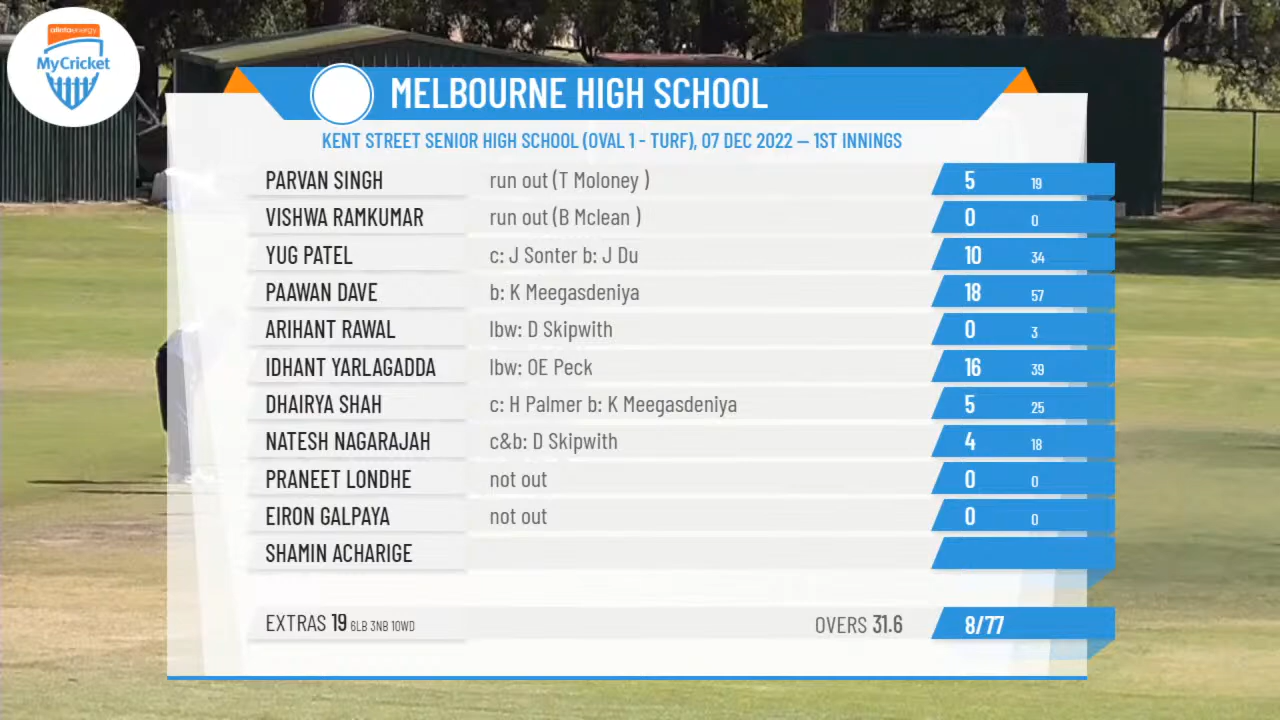 alintaenergy
MyCricket
MELBOURNE HIGH SCHOOL
KENT STREET SENIOR HIGH SCHOOL (OVAL 1 - TURF), 07 DEC 2022 – 1ST INNINGS
PARVAN SINGH run out (T Moloney ) 5 19
VISHWA RAMKUMAR run out (B Mclean ) 0 0
YUG PATEL c: J Sonter b: J Du 10 34
PAAWAN DAVE b: K Meegasdeniya 18 57
ARIHANT RAWAL lbw: D Skipwith 0 3
IDHANT YARLAGADDA lbw: OE Peck 16 39
DHAIRYA SHAH c: H Palmer b: K Meegasdeniya 5 25
NATESH NAGARAJAH c&b: D Skipwith 4 18
PRANEET LONDHE not out 0 0
EIRON GALPAYA not out 0 0
SHAMIN ACHARIGE
EXTRAS 19 6LB 3NB 10WD OVERS 31.6 8/77